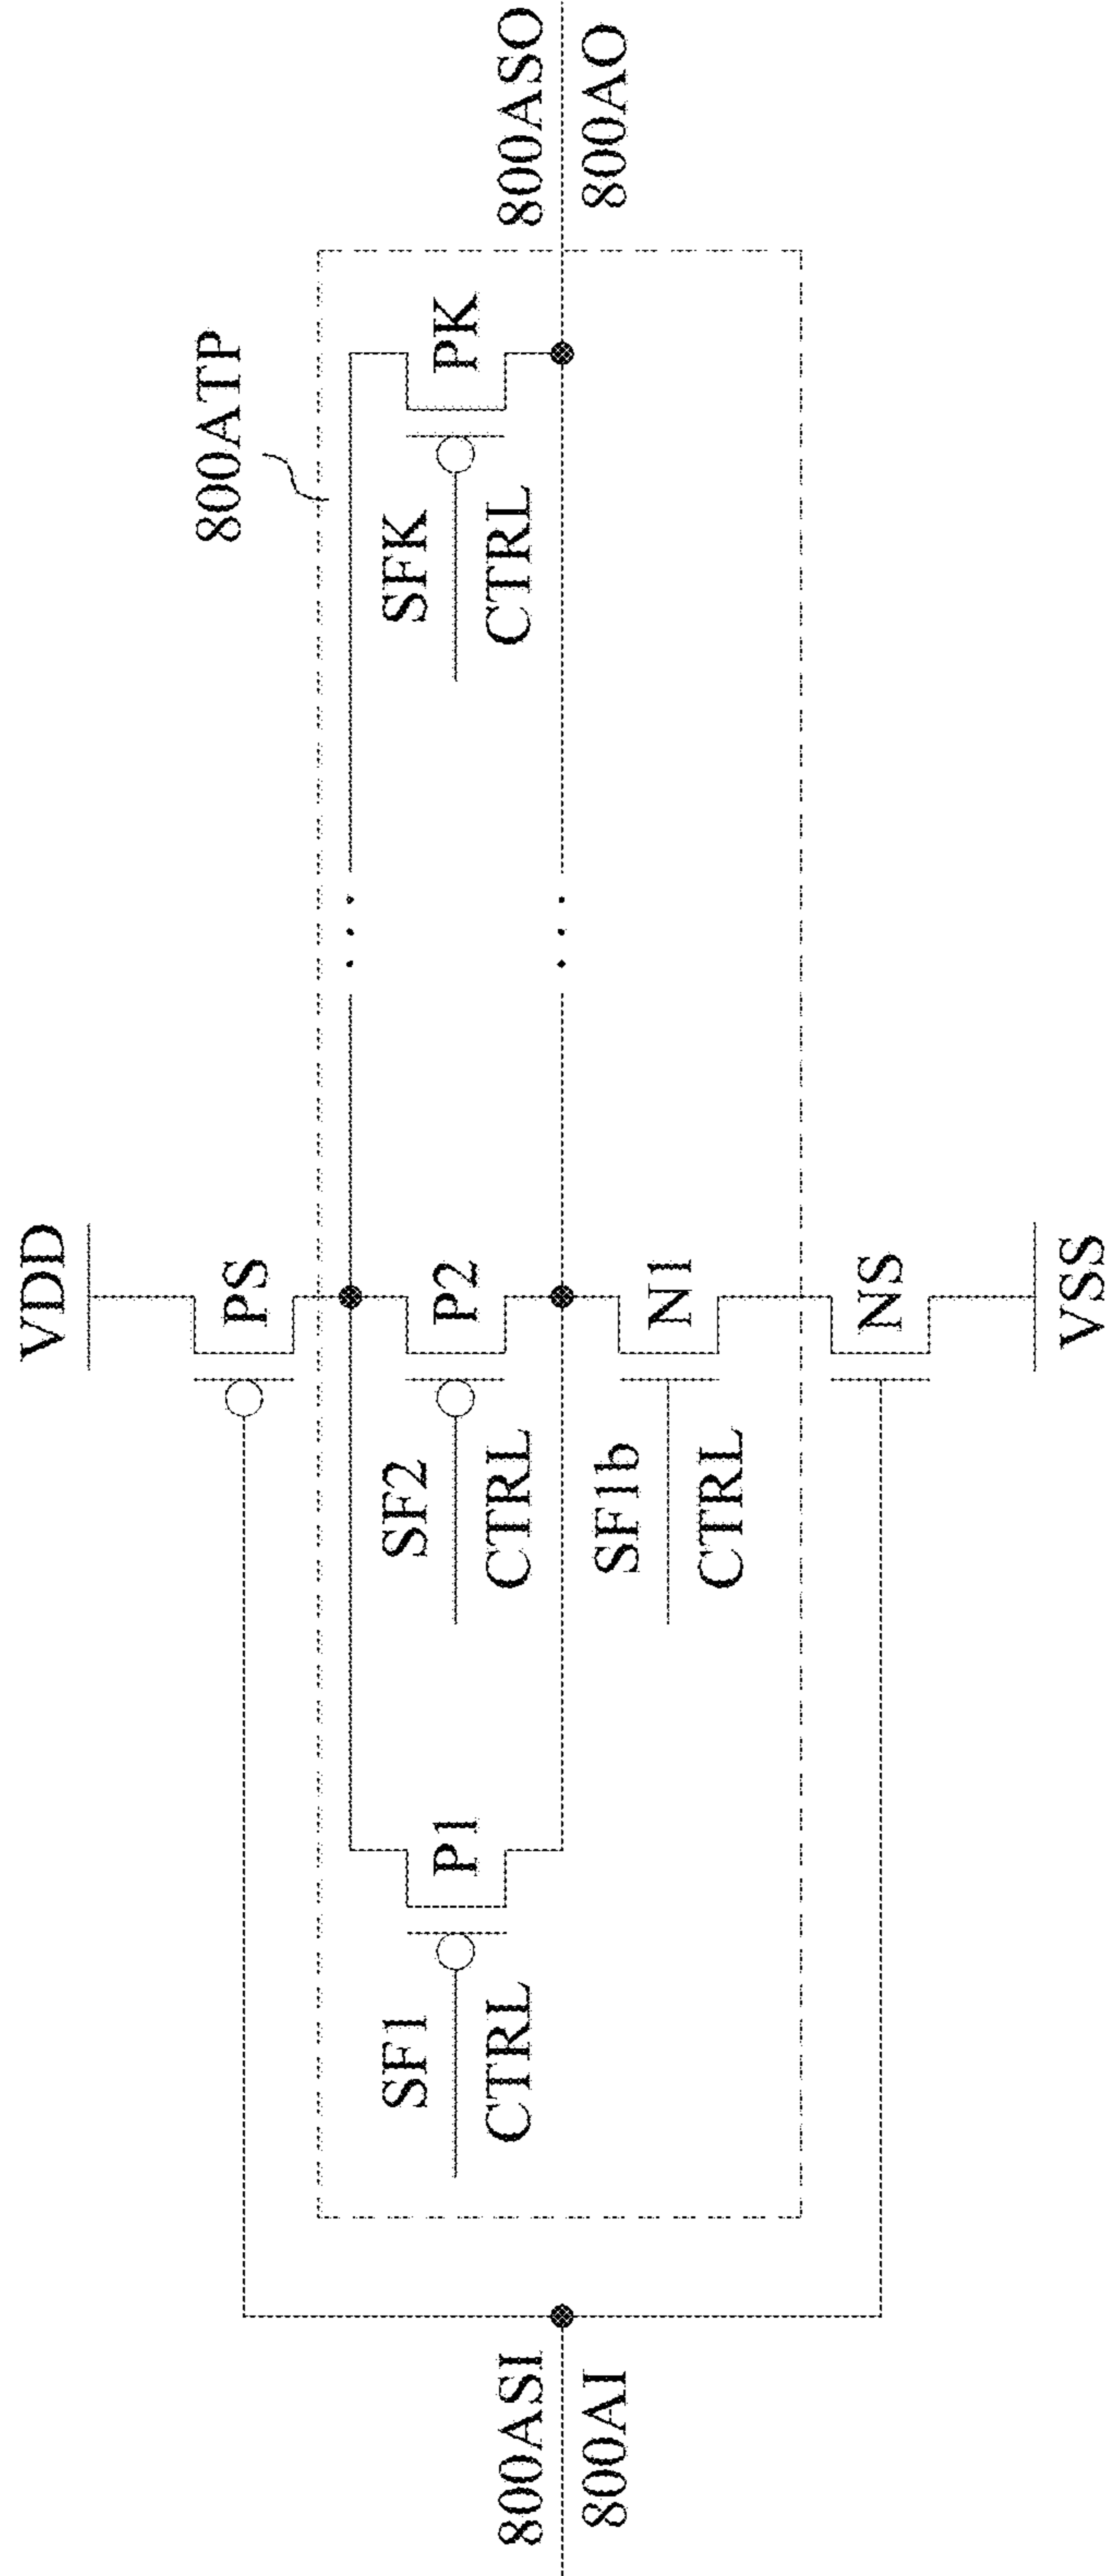 800ATP
VDD
PS
SF1
CTRL
P1
SF2
CTRL
P2
SFK
CTRL
PK
800ASI
800AI
800ASO
800AO
SF1b
CTRL
N1
NS
VSS